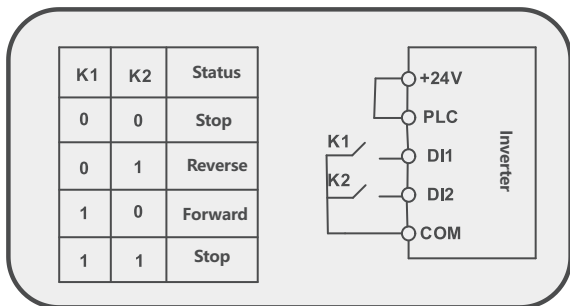 K1 K2 Status
0 0 Stop
0 1 Reverse
1 0 Forward
1 1 Stop
+24V
PLC
K1
DI1
K2
DI2
COM
Inverter